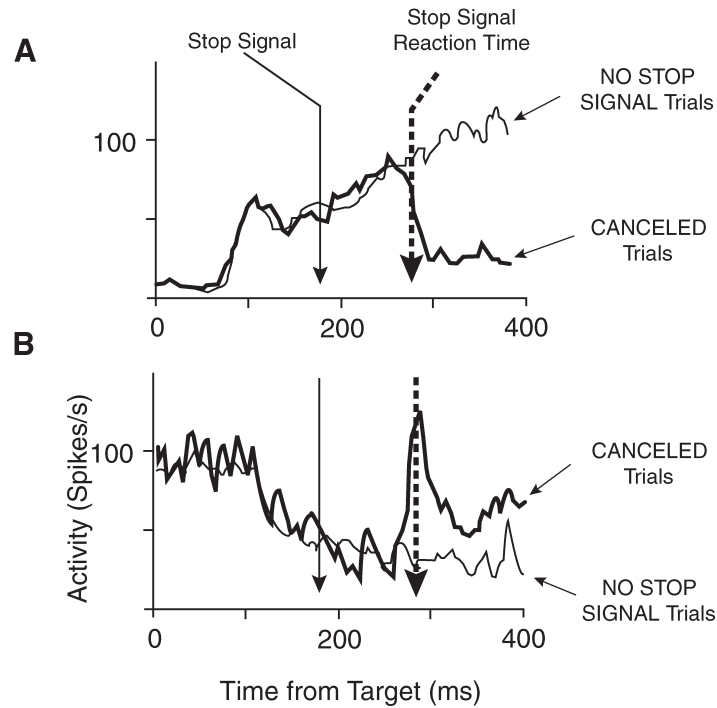 A
Stop Signal
Stop Signal
Reaction Time
NO STOP
SIGNAL Trials
100
CANCELED
Trials
0
200
400
B
Activity (Spikes/s)
100
CANCELED
Trials
NO STOP
SIGNAL Trials
0
200
400
Time from Target (ms)